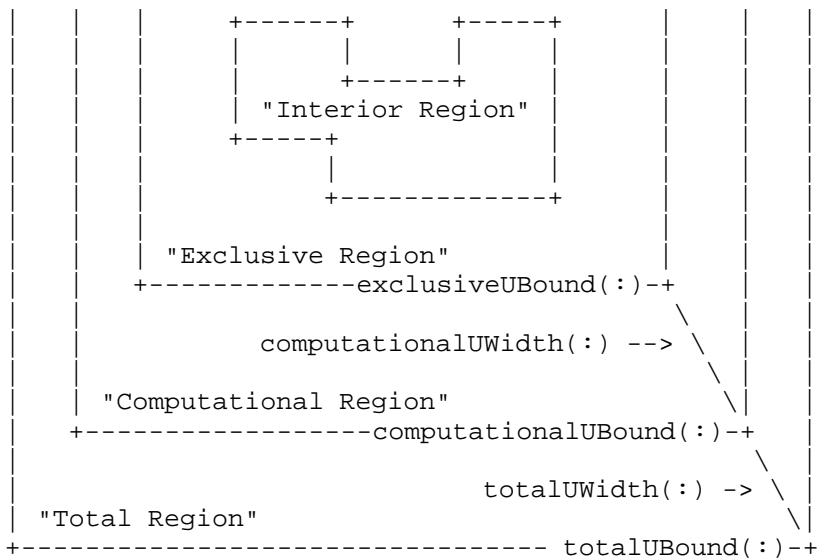 "Interior Region"
"Exclusive Region"
exclusiveUBound(:)
computationalUWidth(:) -->
"Computational Region"
computationalUBound(:)
totalUWidth(:) ->
"Total Region"
totalUBound(:)